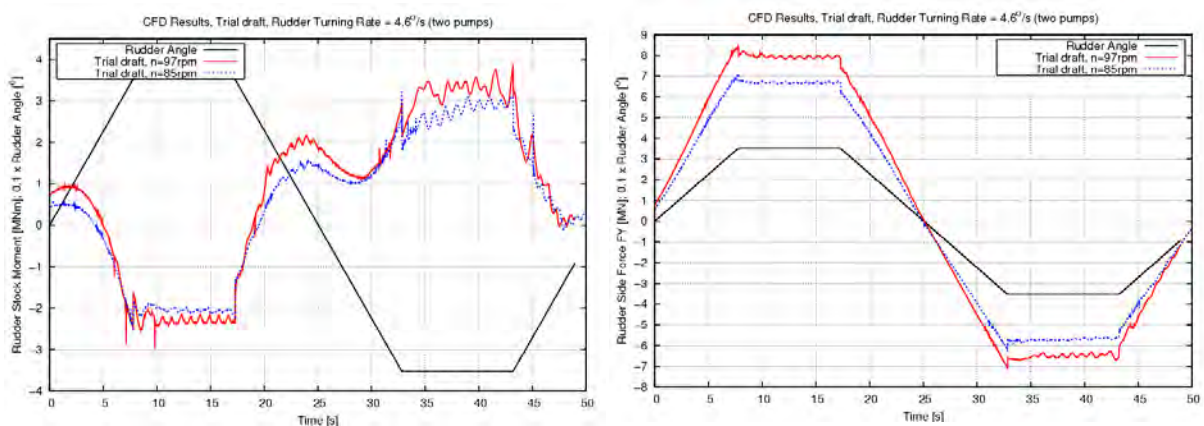 CFD Results, Trial draft, Rudder Turning Rate = 4.6°/s (two pumps)
Rudder Angle
Trial draft, n=97rpm
Trial draft, n=85rpm
Rudder Stock Moment [MNm]; 0.1 x Rudder Angle [°]
4
3
2
1
0
−1
−2
−3
−4
0 5 10 15 20 25 30 35 40 45 50
Time [s]
CFD Results, Trial draft, Rudder Turning Rate = 4.6°/s (two pumps)
Rudder Angle
Trial draft, n=97rpm
Trial draft, n=85rpm
Rudder Side Force FY [MN]; 0.1 x Rudder Angle [°]
9
8
7
6
5
4
3
2
1
0
−1
−2
−3
−4
−5
−6
−7
−8
0 5 10 15 20 25 30 35 40 45 50
Time [s]